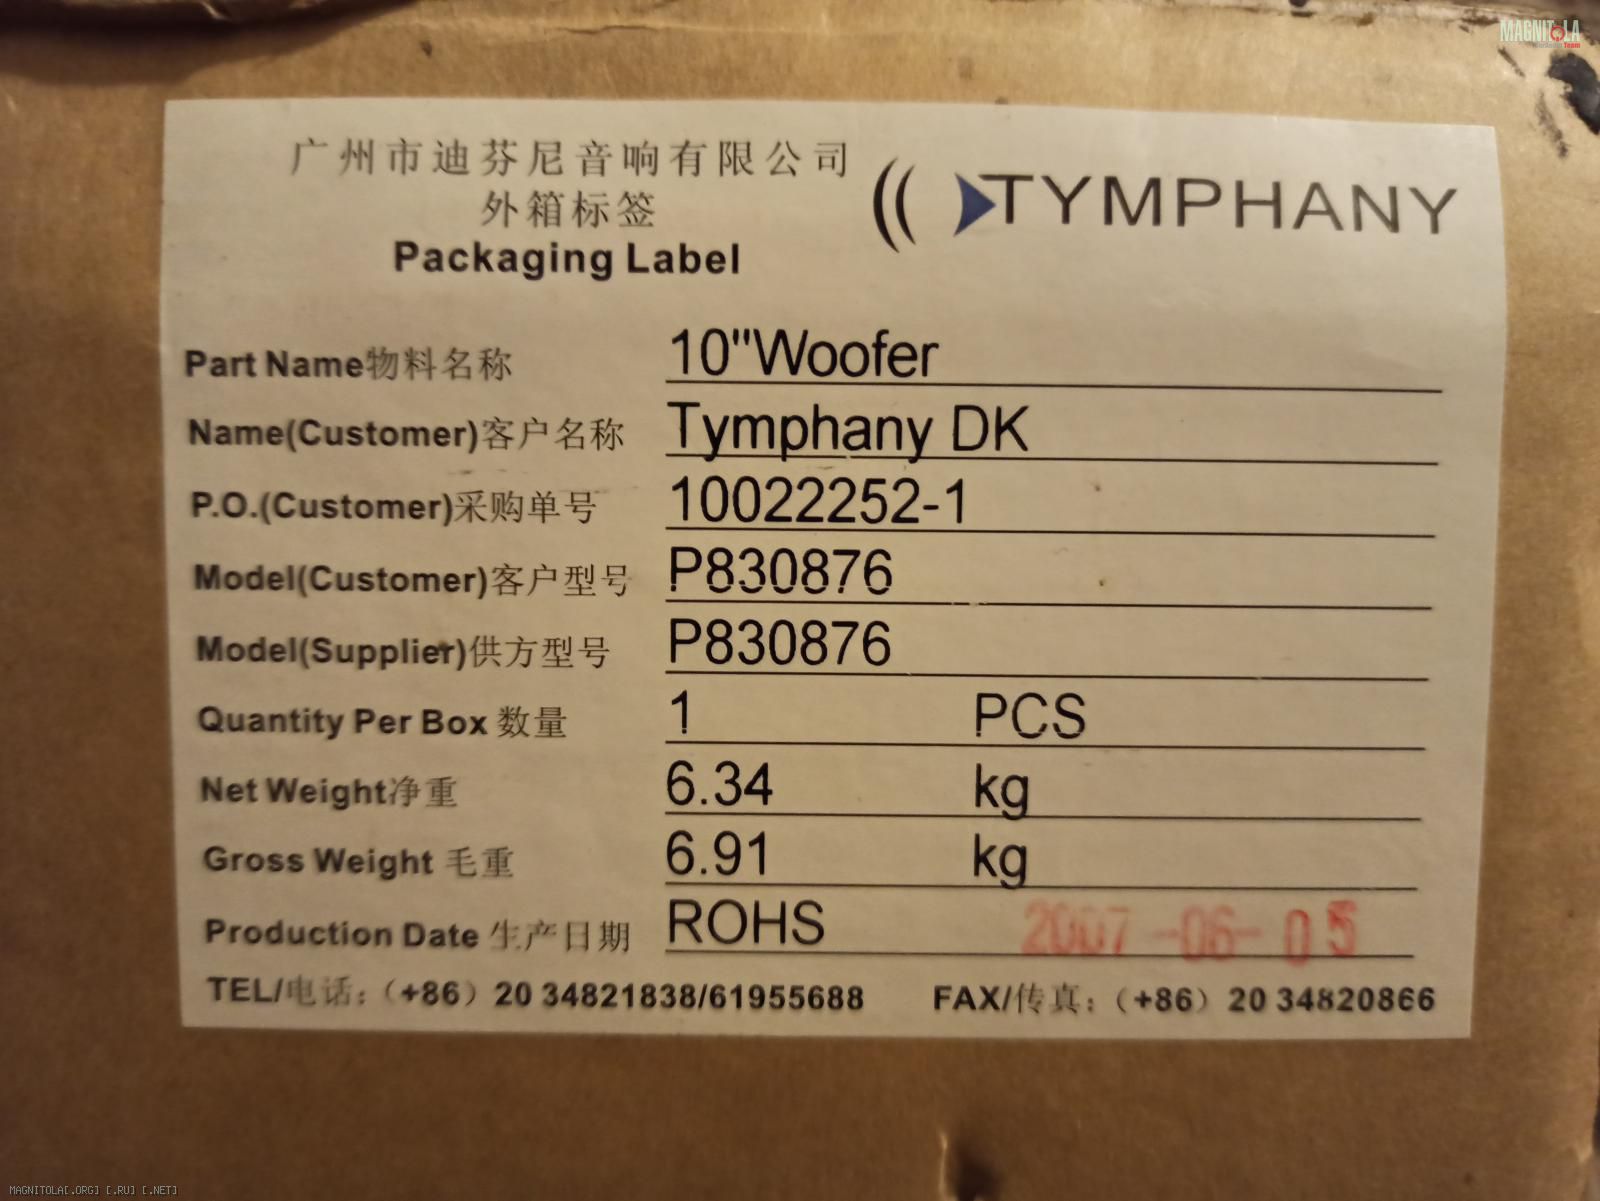 MAGNITOLA
广州市迪芬尼音响有限公司
外箱标签
TYMPHANY
Packaging Label
Part Name物料名称 10"Woofer
Name(Customer)客户名称 Tymphany DK
P.O.(Customer)采购单号 10022252-1
Model(Customer)客户型号 P830876
Model(Supplier)供方型号 P830876
Quantity Per Box 数量 1 PCS
Net Weight净重 6.34 kg
Gross Weight 毛重 6.91 kg
Production Date 生产日期 ROHS 2007-06-05
TEL/电话:（+86）20 34821838/61955688 FAX/传真:（+86）20 34820866
MAGNITOLA[.ORG] [.RU] [.NET]